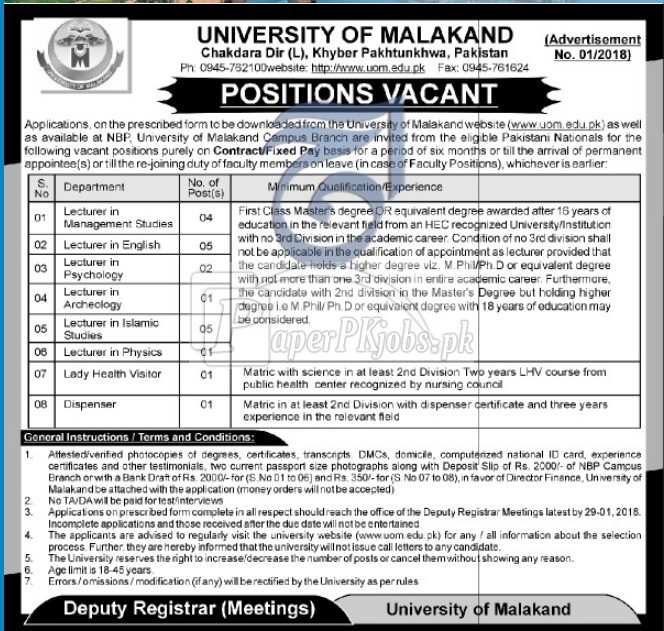 UNIVERSITY OF MALAKAND
Chakdara Dir (L), Khyber Pakhtunkhwa, Pakistan
Ph: 0945-762100website: http://www.uom.edu.pk Fax: 0945-761624
(Advertisement
No. 01/2018)
UNIVERSITY OF MALAKAND
POSITIONS VACANT
Applications, on the prescribed form to be downloaded from the University of Malakand website (www.uom.edu.pk) as well
as available at NBP, University of Malakand Campus Branch are invited from the eligible Pakistani Nationals for the
following vacant positions purely on Contract/Fixed Pay basis for a period of six months or till the arrival of permanent
appointee(s) or till the re-joining duty of faculty members on leave (in case of Faculty Positions), whichever is earlier:
S. No Department No. of Post(s) Minimum Qualification/Experience
01 Lecturer in Management Studies 04
02 Lecturer in English 05
03 Lecturer in Psychology 02
04 Lecturer in Archeology 01
05 Lecturer in Islamic Studies 05
06 Lecturer in Physics 01
First Class Master's degree OR equivalent degree awarded after 16 years of
education in the relevant field from an HEC recognized University/Institution
with no 3rd Division in the academic career. Condition of no 3rd division shall
not be applicable in the qualification of appointment as lecturer provided that
the candidate holds a higher degree viz, M.Phil/Ph.D or equivalent degree
with not more than one 3rd division in entire academic career. Furthermore,
the candidate with 2nd division in the Master's Degree but holding higher
degree i.e M.Phil/ Ph.D or equivalent degree with 18 years of education may
be considered.
07 Lady Health Visitor 01 Matric with science in at least 2nd Division Two years LHV course from
public health center recognized by nursing council
08 Dispenser 01 Matric in at least 2nd Division with dispenser certificate and three years
experience in the relevant field
PaperPKjobs.pk
General Instructions / Terms and Conditions:
1. Attested/verified photocopies of degrees, certificates, transcripts, DMCs, domicile, computerized national ID card, experience
certificates and other testimonials, two current passport size photographs along with Deposit Slip of Rs. 2000/- of NBP Campus
Branch or with a Bank Draft of Rs. 2000/- for (S.No 01 to 06) and Rs. 350/- for (S.No 07 to 08), in favor of Director Finance, University of
Malakand be attached with the application (money orders will not be accepted)
2. No TA/DA will be paid for test/interviews
3. Applications on prescribed form complete in all respect should reach the office of the Deputy Registrar Meetings latest by 29-01, 2018.
Incomplete applications and those received after the due date will not be entertained
4. The applicants are advised to regularly visit the university website (www.uom.edu.pk) for any / all information about the selection
process. Further, they are hereby informed that the university will not issue call letters to any candidate.
5. The University reserves the right to increase/decrease the number of posts or cancel them without showing any reason.
6. Age limit is 18-45 years.
7. Errors / omissions / modification (if any) will be rectified by the University as per rules
Deputy Registrar (Meetings) University of Malakand